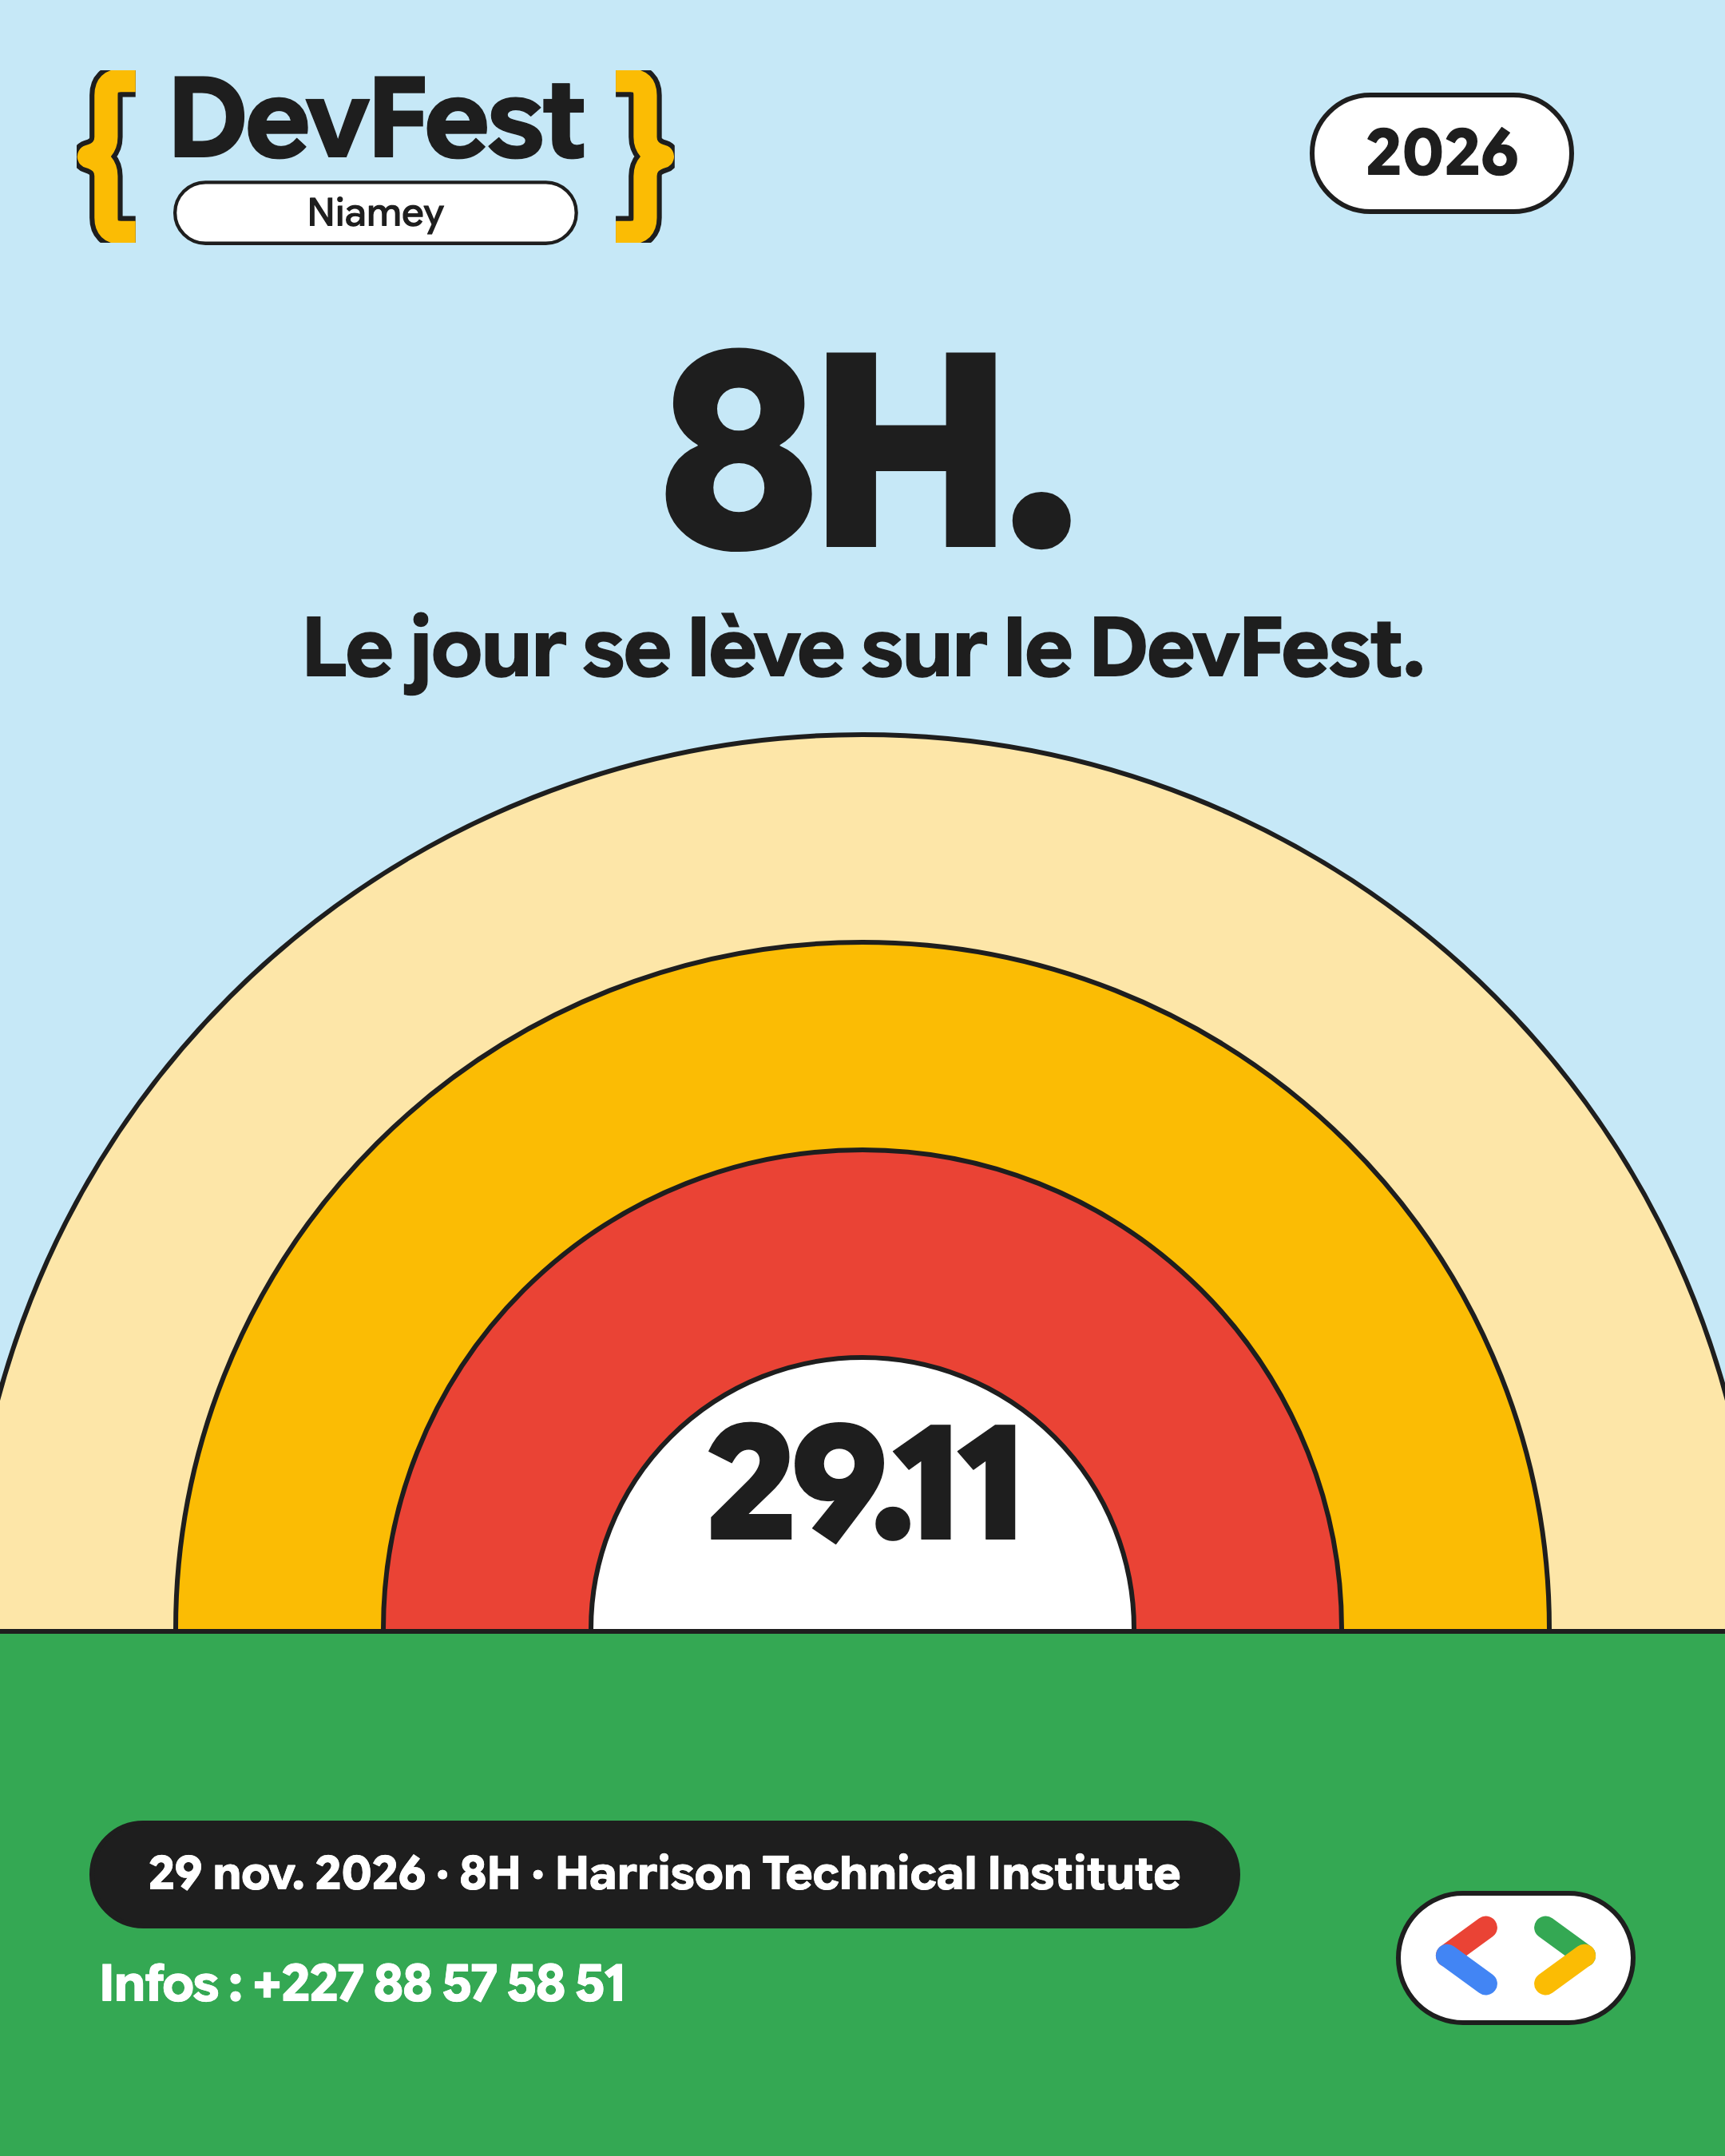 DevFest
Niamey
2026
8H.
Le jour se lève sur le DevFest.
29.11
29 nov. 2026 · 8H · Harrison Technical Institute
Infos : +227 88 57 58 51